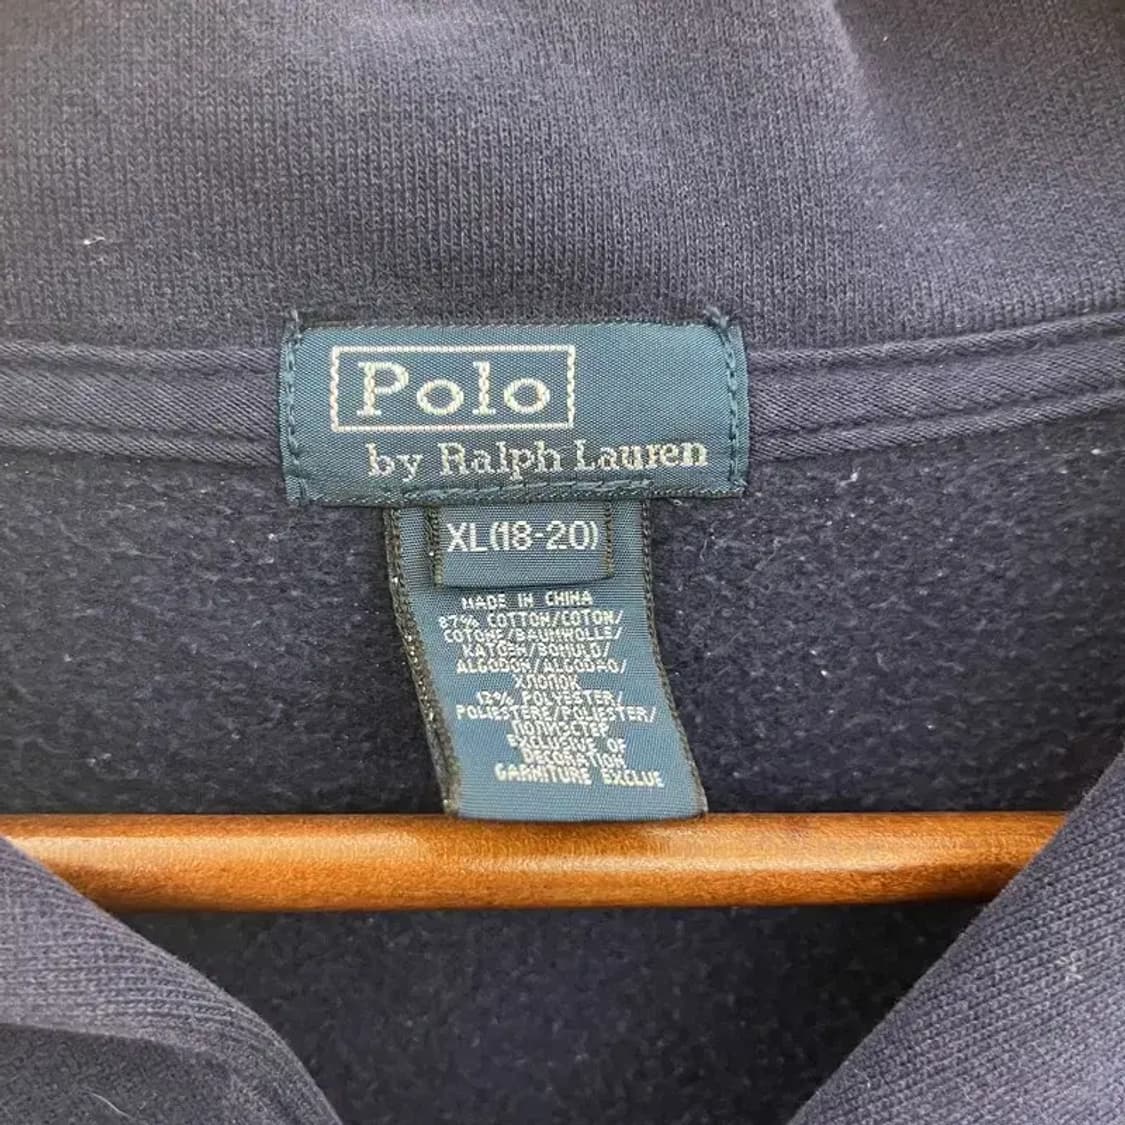 Polo
by Ralph Lauren
XL(18-20)
MADE IN CHINA
87% COTTON/COTON/
COTONE/BAUMWOLLE/
KATOEN/BOMULD/
ALGODON/ALGODAO/
ХЛОПОК
13% POLYESTER/
POLIESTERE/POLIESTER/
ПОЛИЭСТЕР
EXCLUSIVE OF
DECORATION
GARNITURE EXCLUE